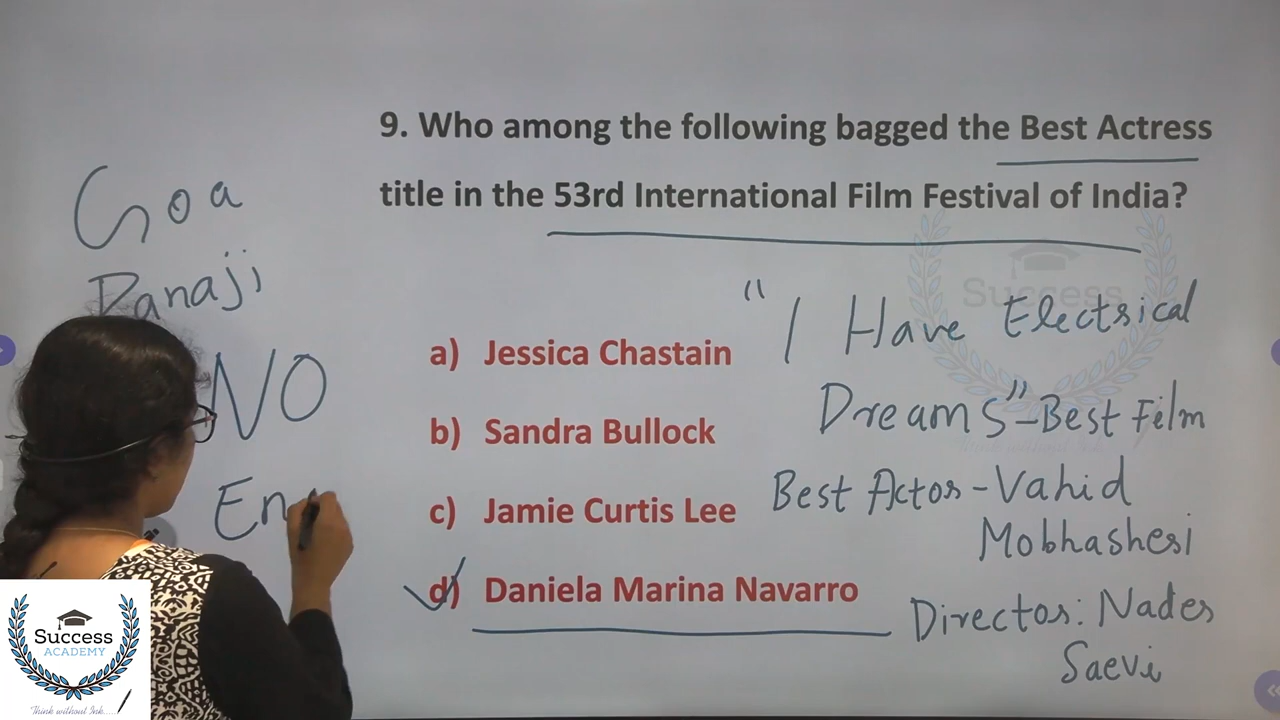 9. Who among the following bagged the Best Actress
title in the 53rd International Film Festival of India?
a) Jessica Chastain
b) Sandra Bullock
c) Jamie Curtis Lee
d) Daniela Marina Navarro
Goa
Panaji
NO
En
"I Have Electrical
Dreams" - Best Film
Best Actor - Vahid
Mobhasheri
Director: Nader
Saevi
Success
Success
ACADEMY
Think without Ink.....